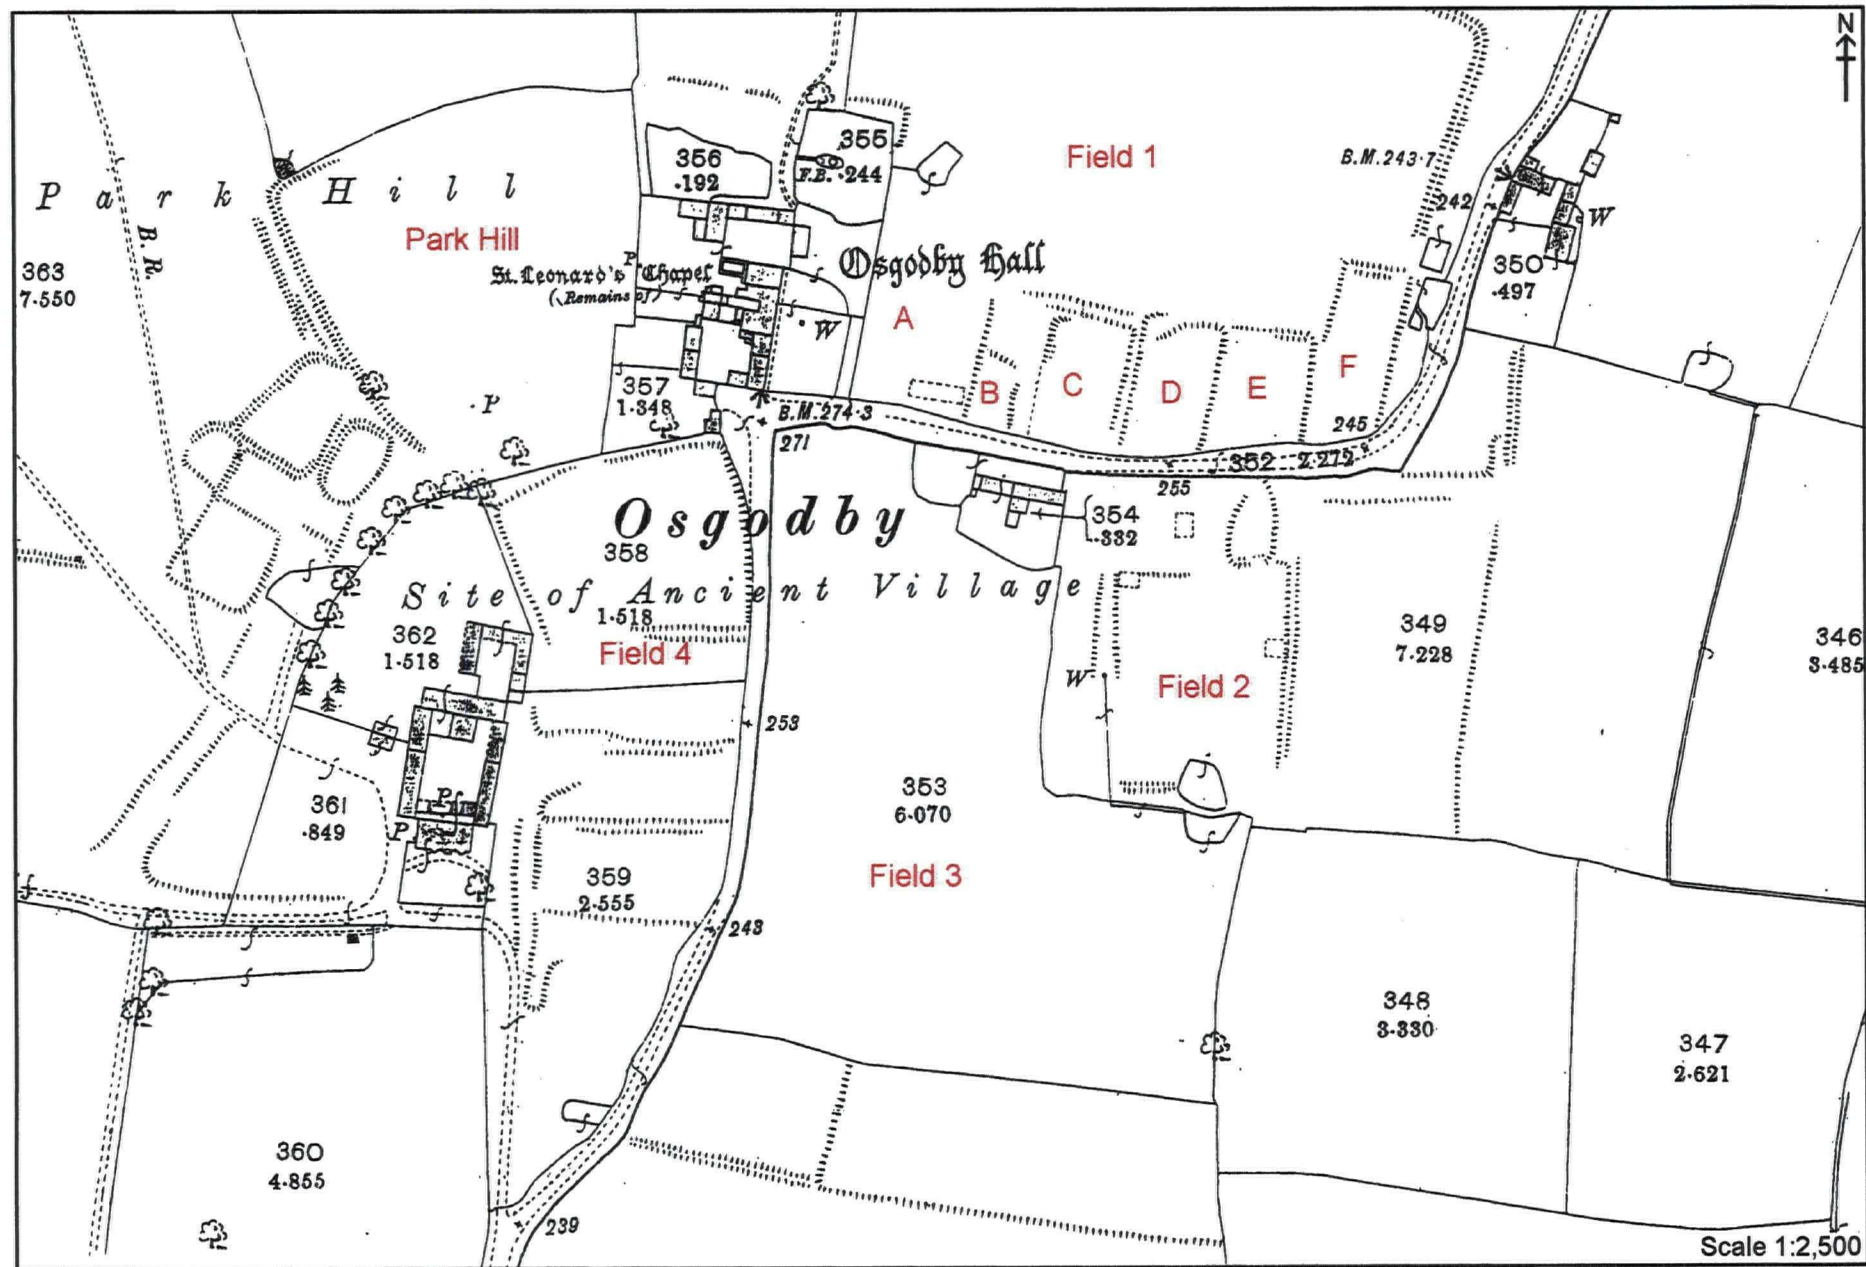 N
355
F.B. .244
356
.192
Field 1
B.M.243.7
242
W
350
.497
Park Hill
Park Hill
B.R.
363
7.550
St. Leonard's Chapel
(Remains of)
P
Osgodby Hall
A
W
B
C
D
E
F
357
1.348
P
B.M.274.3
271
245
352 2.272
255
354
.332
Osgodby
358
Site of Ancient Village
1.518
362
1.518
Field 4
349
7.228
346
3.485
W
Field 2
253
353
6.070
361
.849
P
P
Field 3
359
2.555
243
348
3.330
347
2.621
360
4.855
239
Scale 1:2,500